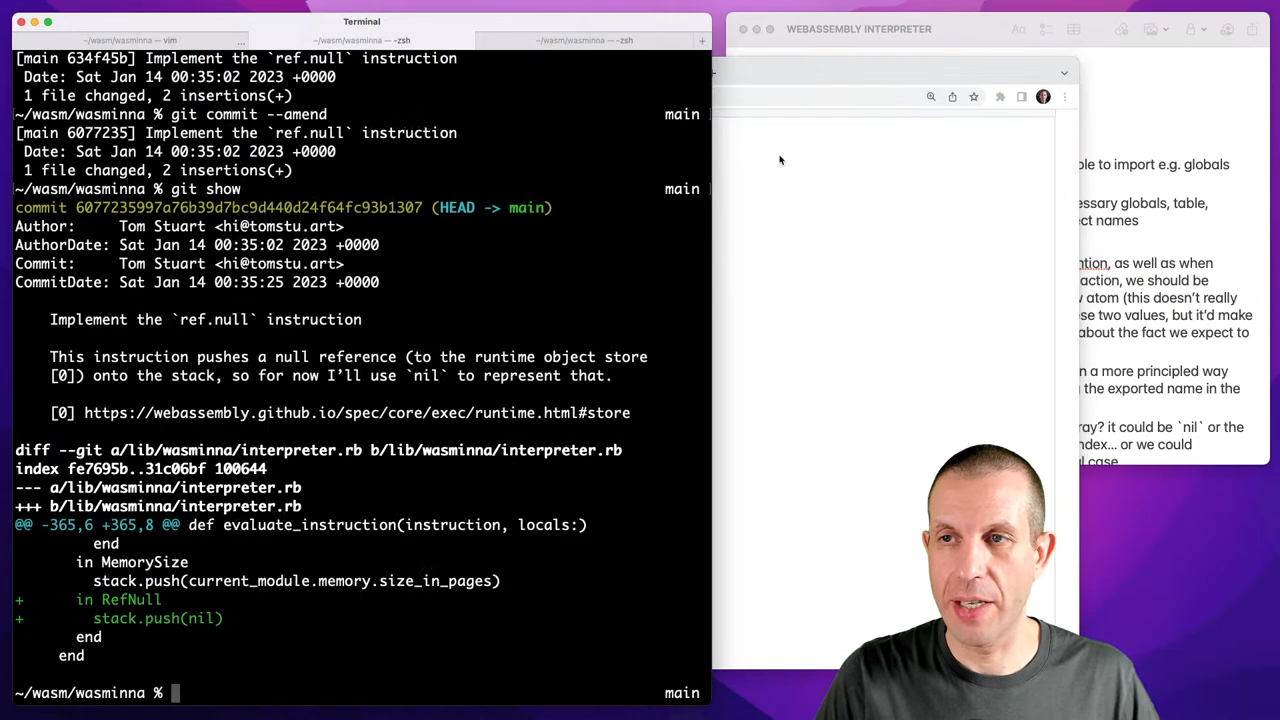 Terminal
~/wasm/wasminna — vim
...
~/wasm/wasminna — -zsh
~/wasm/wasminna — -zsh
+
[main 634f45b] Implement the `ref.null` instruction
Date: Sat Jan 14 00:35:02 2023 +0000
1 file changed, 2 insertions(+)
~/wasm/wasminna % git commit --amend main
[main 6077235] Implement the `ref.null` instruction
Date: Sat Jan 14 00:35:02 2023 +0000
1 file changed, 2 insertions(+)
~/wasm/wasminna % git show main
commit 6077235997a76b39d7bc9d440d24f64fc93b1307 (HEAD -> main)
Author: Tom Stuart <hi@tomstu.art>
AuthorDate: Sat Jan 14 00:35:02 2023 +0000
Commit: Tom Stuart <hi@tomstu.art>
CommitDate: Sat Jan 14 00:35:25 2023 +0000
Implement the `ref.null` instruction
This instruction pushes a null reference (to the runtime object store
[0]) onto the stack, so for now I’ll use `nil` to represent that.
[0] https://webassembly.github.io/spec/core/exec/runtime.html#store
diff --git a/lib/wasminna/interpreter.rb b/lib/wasminna/interpreter.rb
index fe7695b..31c06bf 100644
--- a/lib/wasminna/interpreter.rb
+++ b/lib/wasminna/interpreter.rb
@@ -365,6 +365,8 @@ def evaluate_instruction(instruction, locals:)
end
in MemorySize
stack.push(current_module.memory.size_in_pages)
+ in RefNull
+ stack.push(nil)
end
end
~/wasm/wasminna % main
WEBASSEMBLY INTERPRETER
Aa
ble to import e.g. globals
essary globals, table,
ect names
ntion, as well as when
action, we should be
w atom (this doesn’t really
se two values, but it’d make
about the fact we expect to
n a more principled way
g the exported name in the
ray? it could be `nil` or the
ndex… or we could
al case